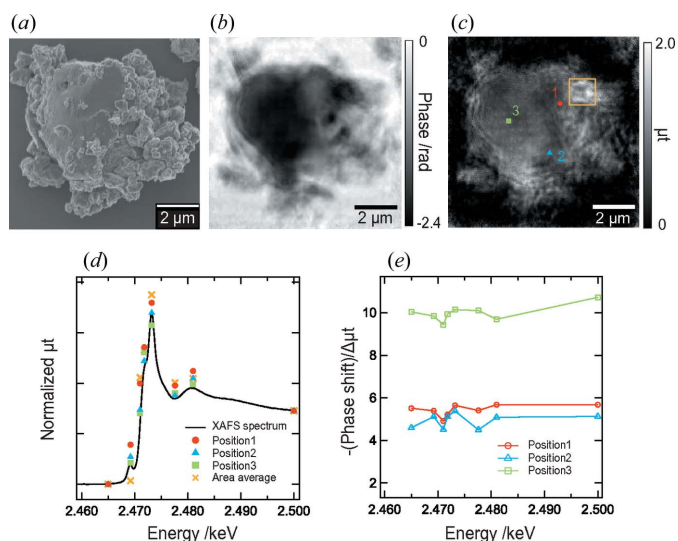 (a)
2 μm
(b)
2 μm
0
Phase /rad
-2.4
(c)
1
2
3
2 μm
2.0
μt
0
(d)
Normalized μt
XAFS spectrum
Position1
Position2
Position3
Area average
2.460 2.470 2.480 2.490 2.500
Energy /keV
(e)
-(Phase shift)/Δμt
10
8
6
4
2
Position1
Position2
Position3
2.460 2.470 2.480 2.490 2.500
Energy /keV